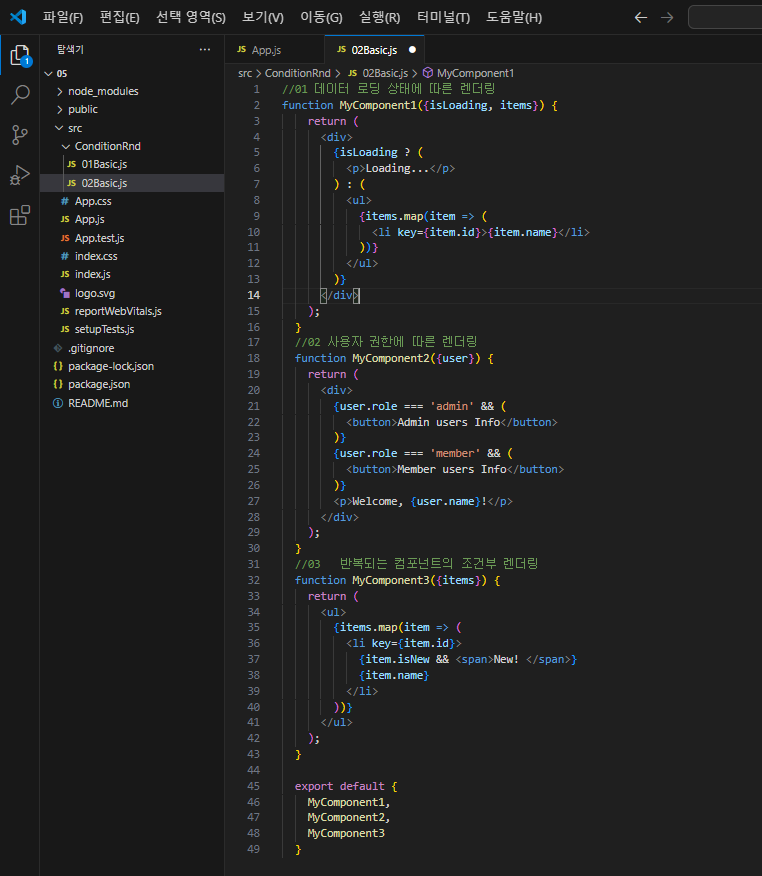 파일(F) 편집(E) 선택 영역(S) 보기(V) 이동(G) 실행(R) 터미널(T) 도움말(H)
탐색기 ...
1
05
node_modules
public
src
ConditionRnd
JS 01Basic.js
JS 02Basic.js
# App.css
JS App.js
JS App.test.js
# index.css
JS index.js
logo.svg
JS reportWebVitals.js
JS setupTests.js
.gitignore
{} package-lock.json
{} package.json
README.md
JS App.js JS 02Basic.js
src > ConditionRnd > JS 02Basic.js > MyComponent1
1 //01 데이터 로딩 상태에 따른 렌더링
2 function MyComponent1({isLoading, items}) {
3 return (
4 <div>
5 {isLoading ? (
6 <p>Loading...</p>
7 ) : (
8 <ul>
9 {items.map(item => (
10 <li key={item.id}>{item.name}</li>
11 ))}
12 </ul>
13 )}
14 </div>
15 );
16 }
17 //02 사용자 권한에 따른 렌더링
18 function MyComponent2({user}) {
19 return (
20 <div>
21 {user.role === 'admin' && (
22 <button>Admin users Info</button>
23 )}
24 {user.role === 'member' && (
25 <button>Member users Info</button>
26 )}
27 <p>Welcome, {user.name}!</p>
28 </div>
29 );
30 }
31 //03 반복되는 컴포넌트의 조건부 렌더링
32 function MyComponent3({items}) {
33 return (
34 <ul>
35 {items.map(item => (
36 <li key={item.id}>
37 {item.isNew && <span>New! </span>}
38 {item.name}
39 </li>
40 ))}
41 </ul>
42 );
43 }
44
45 export default {
46 MyComponent1,
47 MyComponent2,
48 MyComponent3
49 }